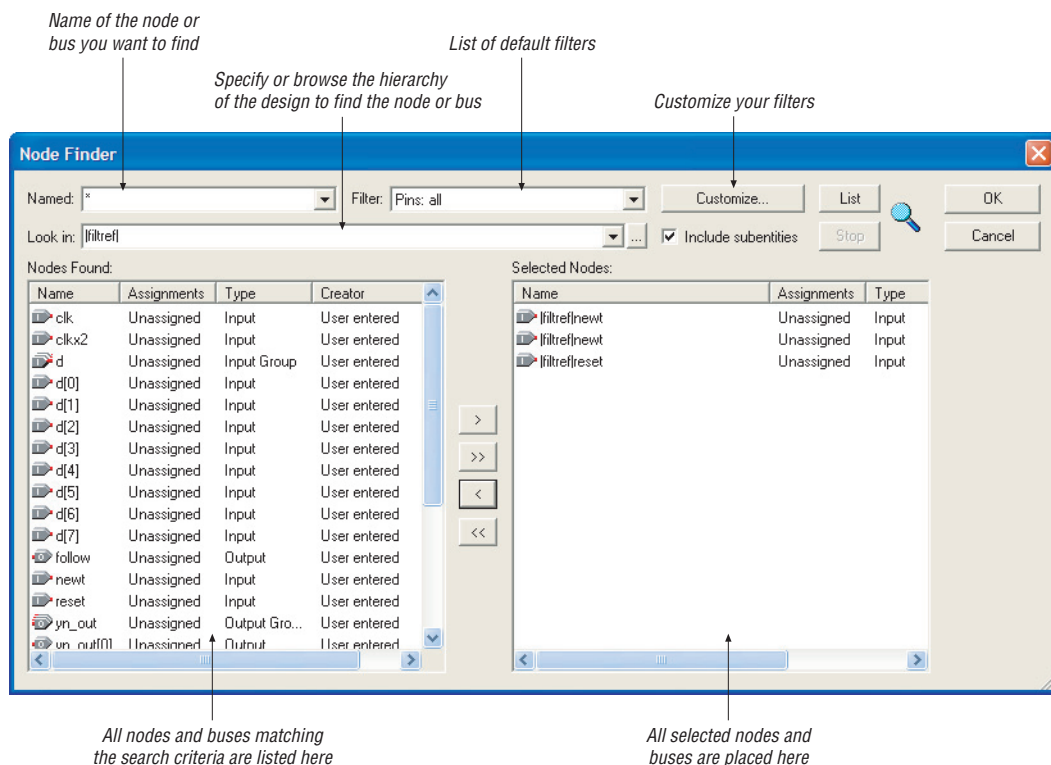 Name of the node or
bus you want to find
List of default filters
Specify or browse the hierarchy
of the design to find the node or bus
Customize your filters
Node Finder
Named: *
Filter: Pins: all
Customize...
List
OK
Look in: |filtref|
...
Include subentities
Stop
Cancel
Nodes Found:
Name Assignments Type Creator
clk Unassigned Input User entered
clkx2 Unassigned Input User entered
d Unassigned Input Group User entered
d[0] Unassigned Input User entered
d[1] Unassigned Input User entered
d[2] Unassigned Input User entered
d[3] Unassigned Input User entered
d[4] Unassigned Input User entered
d[5] Unassigned Input User entered
d[6] Unassigned Input User entered
d[7] Unassigned Input User entered
follow Unassigned Output User entered
newt Unassigned Input User entered
reset Unassigned Input User entered
yn_out Unassigned Output Gro... User entered
yn_out[0] Unassigned Output User entered
>
>>
<
<<
Selected Nodes:
Name Assignments Type
|filtref|newt Unassigned Input
|filtref|newt Unassigned Input
|filtref|reset Unassigned Input
All nodes and buses matching
the search criteria are listed here
All selected nodes and
buses are placed here